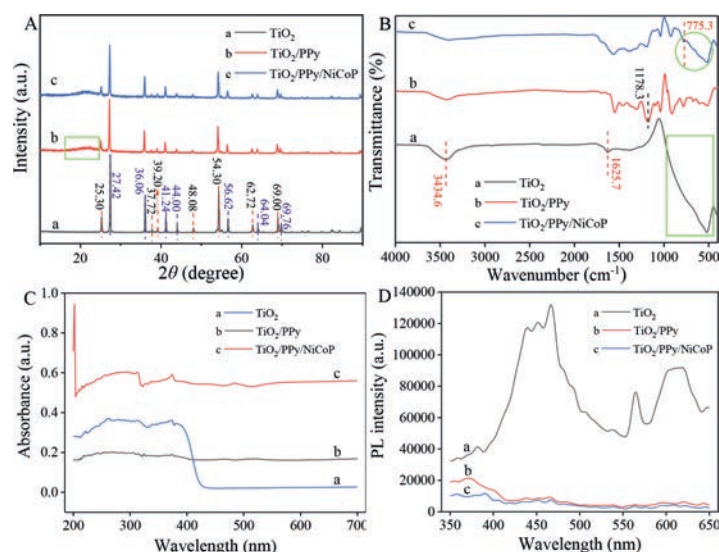 A
a TiO2
b TiO2/PPy
c TiO2/PPy/NiCoP
Intensity (a.u.)
c
b
a
25.30
27.42
36.06
37.72
39.20
41.24
44.00
48.08
54.30
56.62
62.72
64.04
69.00
69.76
20 40 60 80
2θ (degree)
B
c
775.3
b
1178.3
a
3434.6
1625.7
a TiO2
b TiO2/PPy
c TiO2/PPy/NiCoP
Transmittance (%)
4000 3500 3000 2500 2000 1500 1000 500
Wavenumber (cm-1)
C
a TiO2
b TiO2/PPy
c TiO2/PPy/NiCoP
Absorbance (a.u.)
1.0
0.8
0.6
0.4
0.2
0.0
c
b
a
200 300 400 500 600 700
Wavelength (nm)
D
a TiO2
b TiO2/PPy
c TiO2/PPy/NiCoP
PL intensity (a.u.)
140000
120000
100000
80000
60000
40000
20000
0
a
b
c
350 400 450 500 550 600 650
Wavelength (nm)